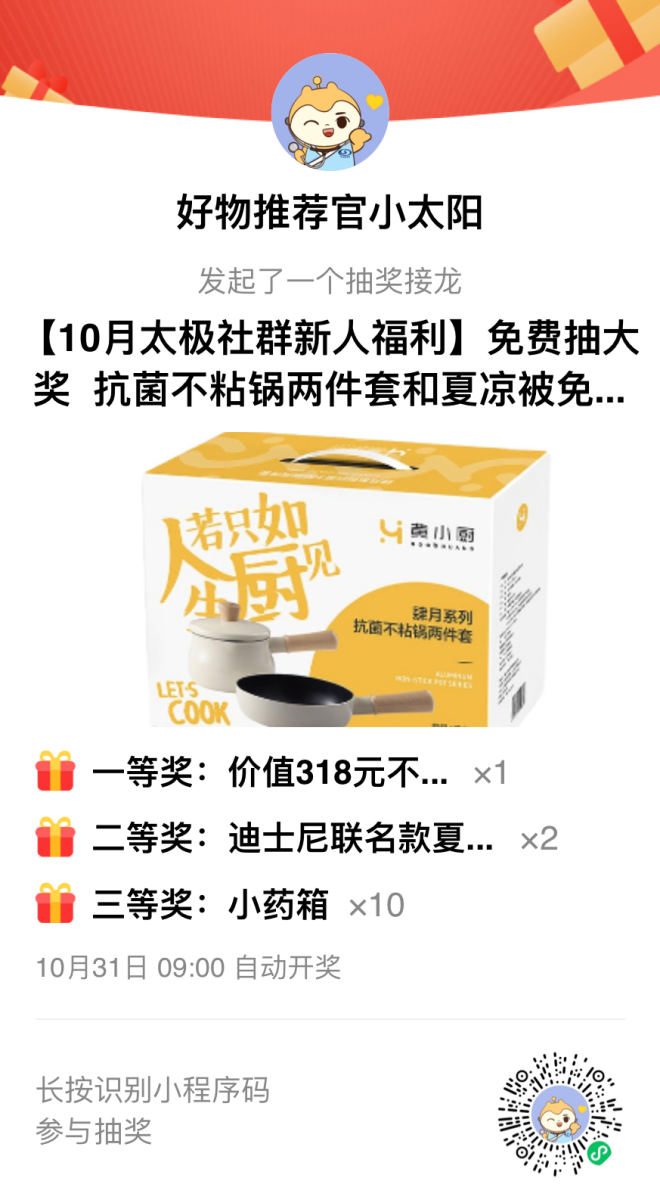 好物推荐官小太阳
发起了一个抽奖接龙
【10月太极社群新人福利】免费抽大
奖 抗菌不粘锅两件套和夏凉被免...
人生若只如
厨见
黄小厨
肆月系列
抗菌不粘锅两件套
LET'S
COOK
一等奖：价值318元不... ×1
二等奖：迪士尼联名款夏... ×2
三等奖：小药箱 ×10
10月31日 09:00 自动开奖
长按识别小程序码
参与抽奖